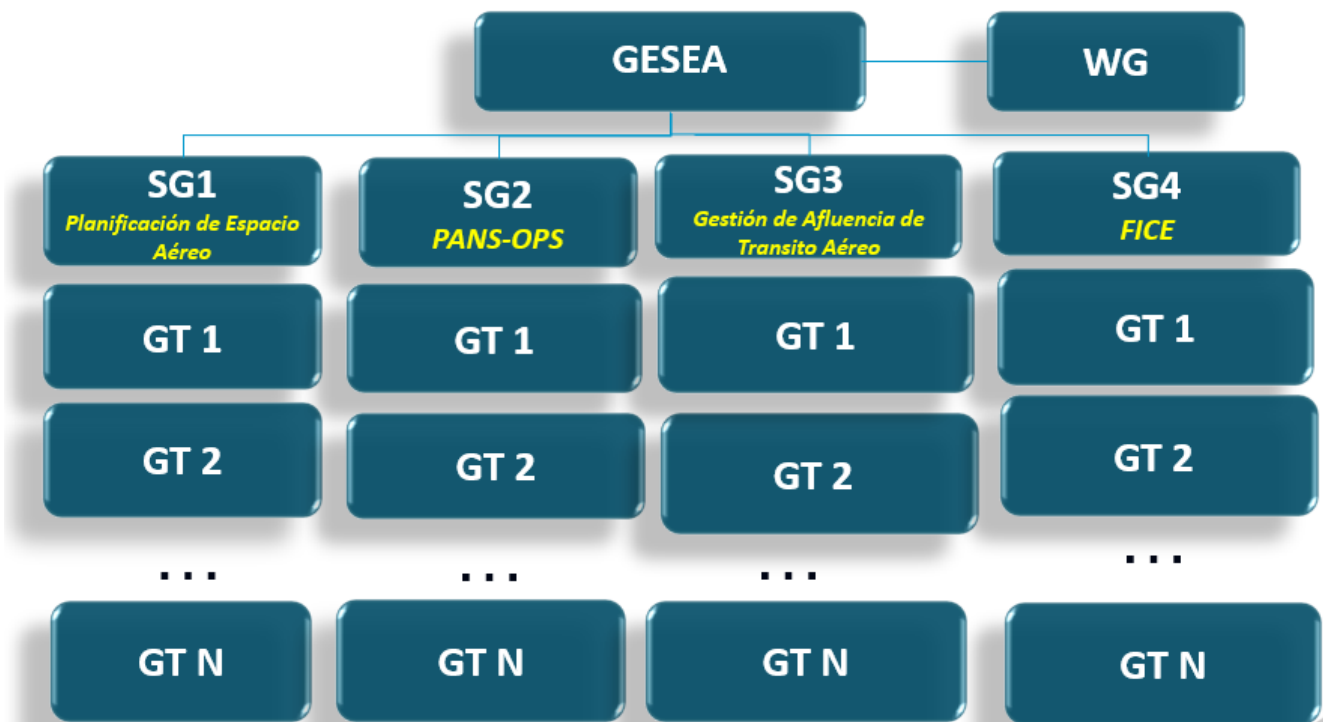 GESEA
WG
SG1
Planificación de Espacio
Aéreo
SG2
PANS-OPS
SG3
Gestión de Afluencia de
Transito Aéreo
SG4
FICE
GT 1
GT 1
GT 1
GT 1
GT 2
GT 2
GT 2
GT 2
...
...
...
...
GT N
GT N
GT N
GT N